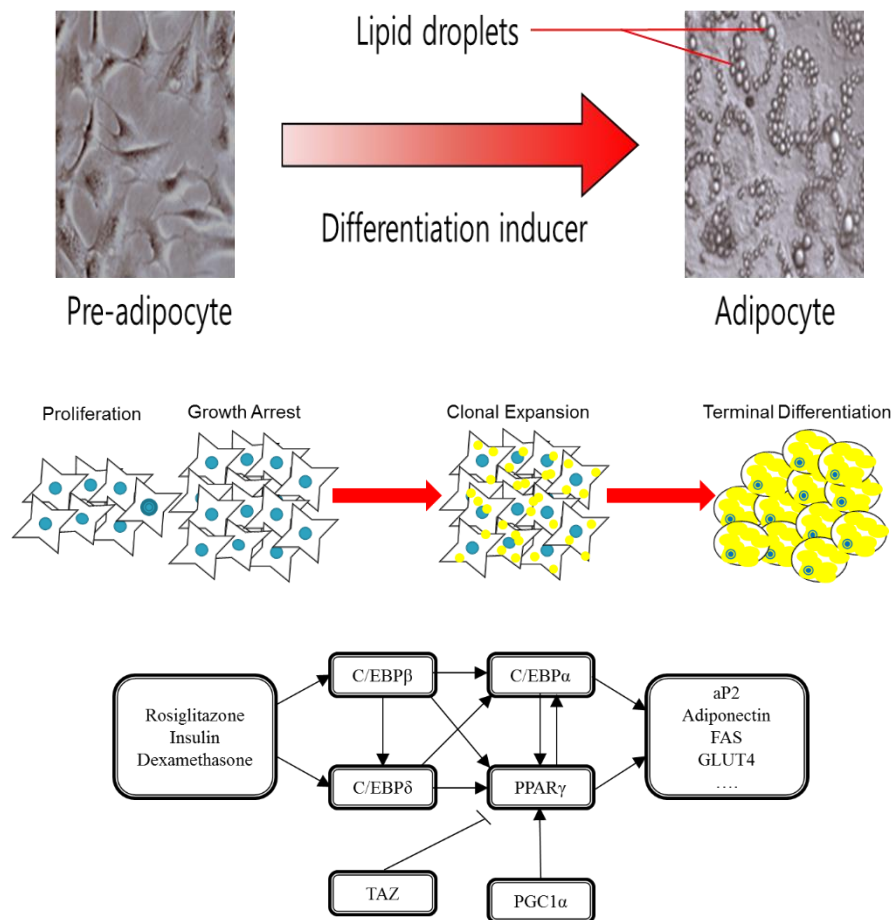 Lipid droplets
Differentiation inducer
Pre-adipocyte
Adipocyte
Proliferation
Growth Arrest
Clonal Expansion
Terminal Differentiation
C/EBPβ
C/EBPα
Rosiglitazone
Insulin
Dexamethasone
aP2
Adiponectin
FAS
GLUT4
....
C/EBPδ
PPARγ
TAZ
PGC1α